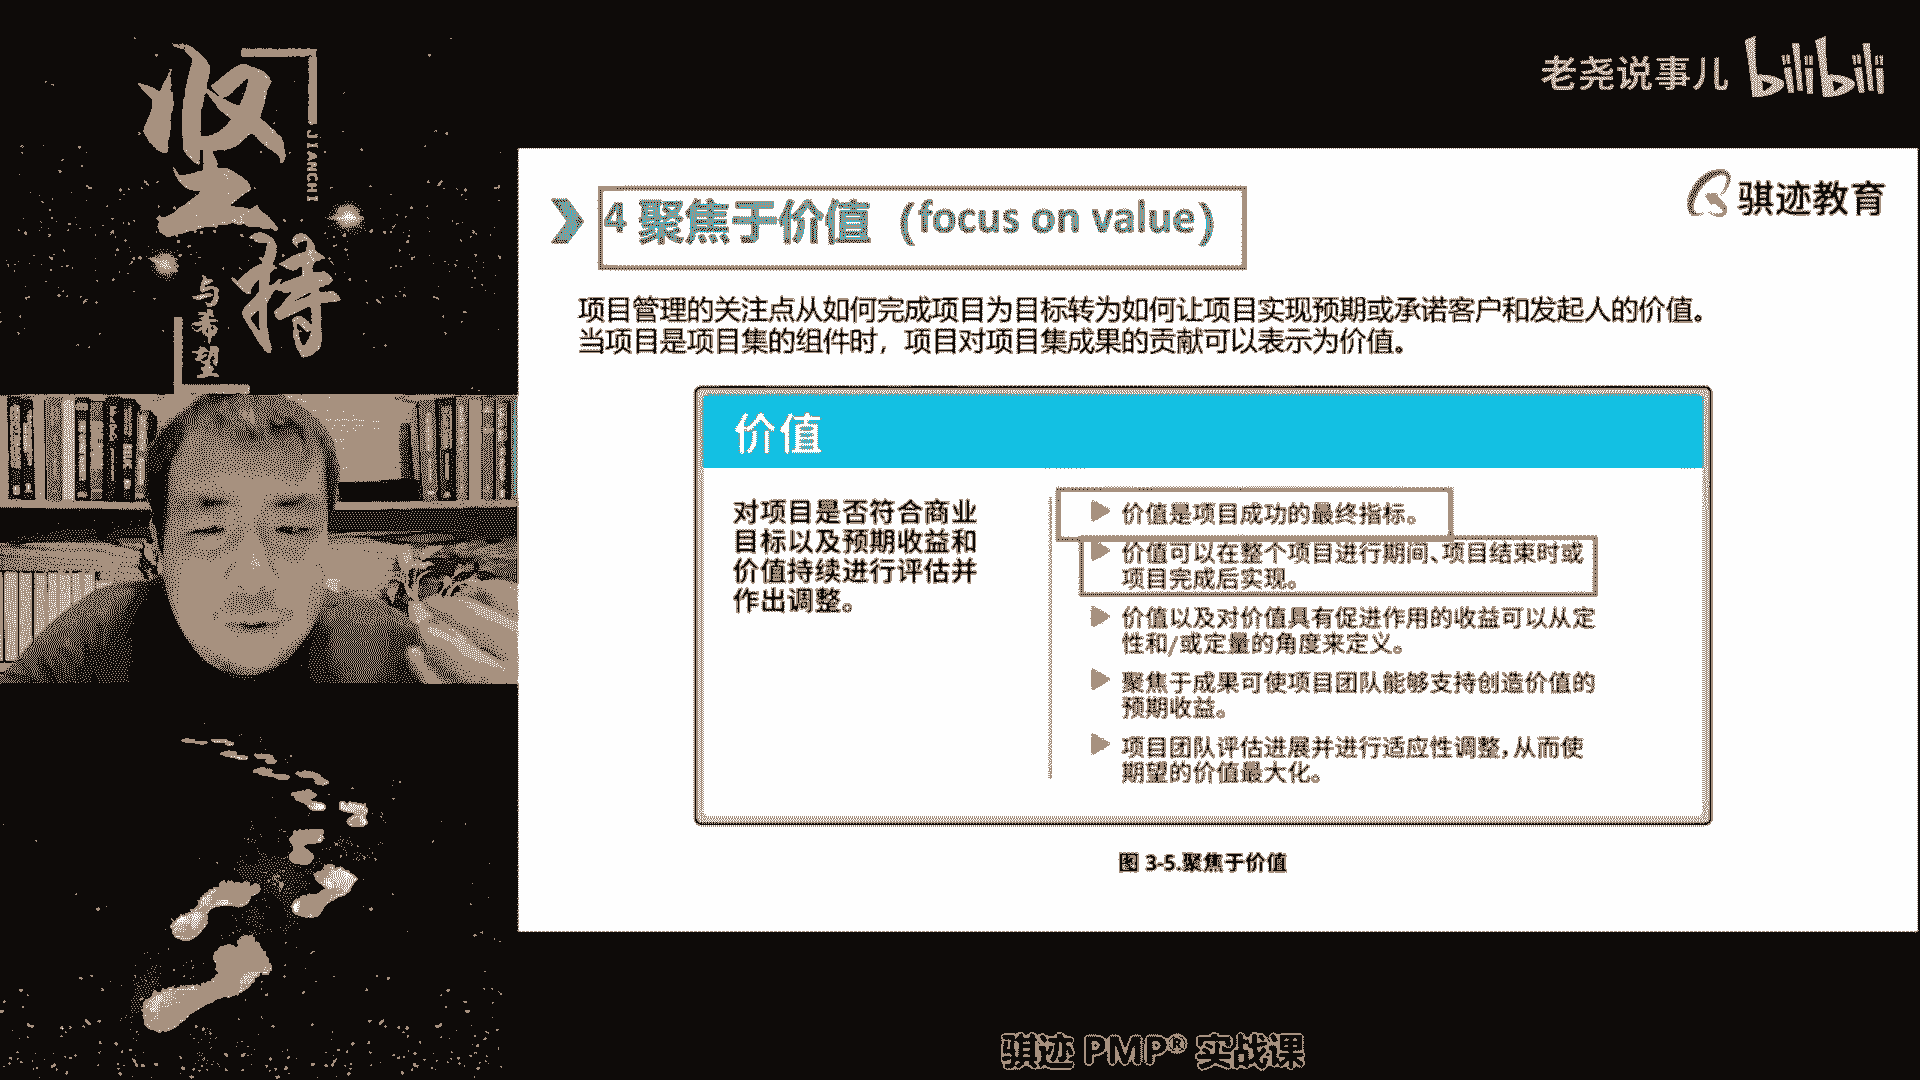 坚持
JIANCHI
与希望
老尧说事儿 bilibili
骐迹教育
4 聚焦于价值（focus on value）
项目管理的关注点从如何完成项目为目标转为如何让项目实现预期或承诺客户和发起人的价值。
当项目是项目集的组件时，项目对项目集成果的贡献可以表示为价值。
价值
对项目是否符合商业
目标以及预期收益和
价值持续进行评估并
作出调整。
价值是项目成功的最终指标。
价值可以在整个项目进行期间、项目结束时或
项目完成后实现。
价值以及对价值具有促进作用的收益可以从定
性和/或定量的角度来定义。
聚焦于成果可使项目团队能够支持创造价值的
预期收益。
项目团队评估进展并进行适应性调整，从而使
期望的价值最大化。
图 3-5.聚焦于价值
骐迹 PMP® 实战课